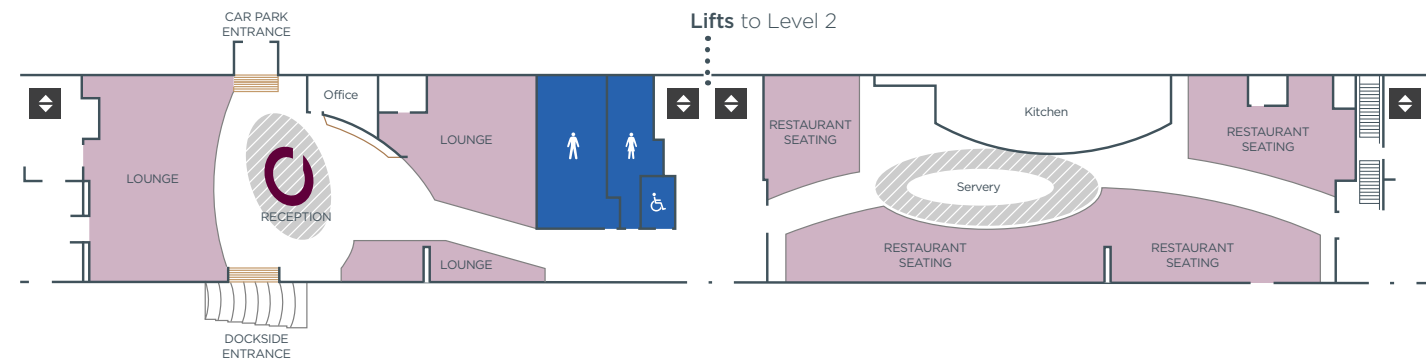 CAR PARK
ENTRANCE
Lifts to Level 2
Office
Kitchen
LOUNGE
RESTAURANT
SEATING
RESTAURANT
SEATING
LOUNGE
Servery
RECEPTION
RESTAURANT
SEATING
RESTAURANT
SEATING
LOUNGE
DOCKSIDE
ENTRANCE